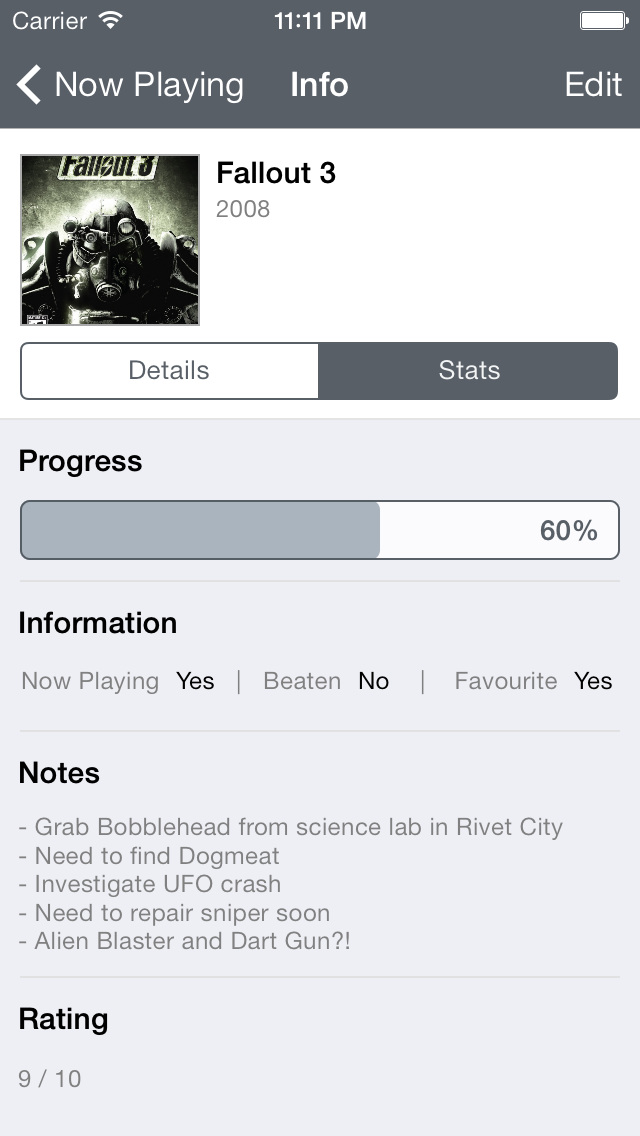 Carrier 11:11 PM
Now Playing Info Edit
Fallout 3
Fallout 3
2008
Details Stats
Progress
60%
Information
Now Playing Yes | Beaten No | Favourite Yes
Notes
- Grab Bobblehead from science lab in Rivet City
- Need to find Dogmeat
- Investigate UFO crash
- Need to repair sniper soon
- Alien Blaster and Dart Gun?!
Rating
9 / 10